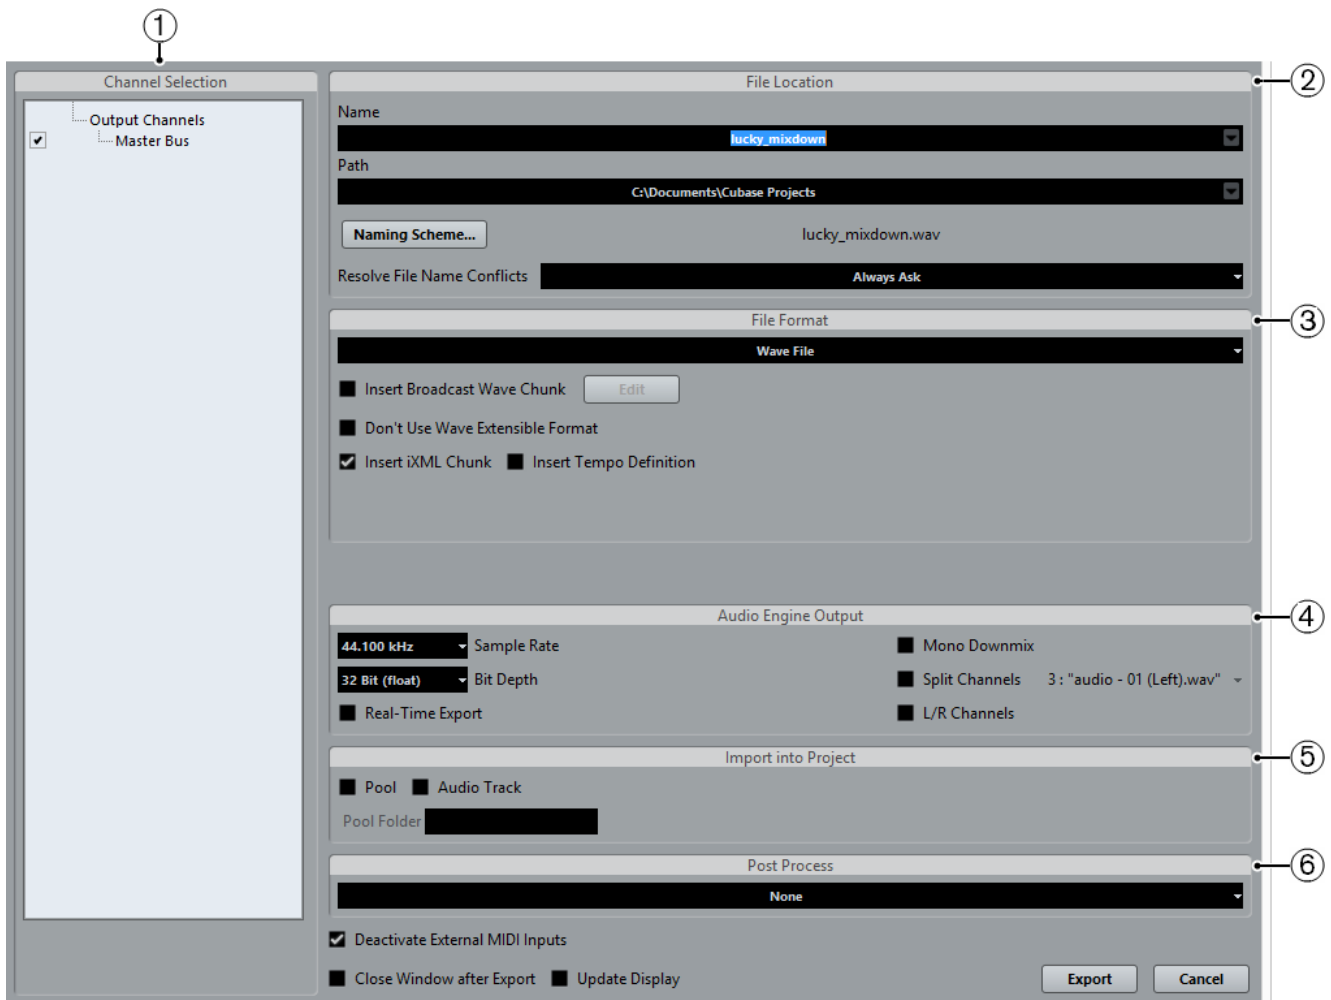 1
Channel Selection
Output Channels
Master Bus
File Location
2
Name
lucky_mixdown
Path
C:\Documents\Cubase Projects
Naming Scheme...
lucky_mixdown.wav
Resolve File Name Conflicts
Always Ask
File Format
3
Wave File
Insert Broadcast Wave Chunk
Edit
Don't Use Wave Extensible Format
Insert iXML Chunk
Insert Tempo Definition
Audio Engine Output
4
44.100 kHz
Sample Rate
Mono Downmix
32 Bit (float)
Bit Depth
Split Channels
3 : "audio - 01 (Left).wav"
Real-Time Export
L/R Channels
Import into Project
5
Pool
Audio Track
Pool Folder
Post Process
6
None
Deactivate External MIDI Inputs
Close Window after Export
Update Display
Export
Cancel